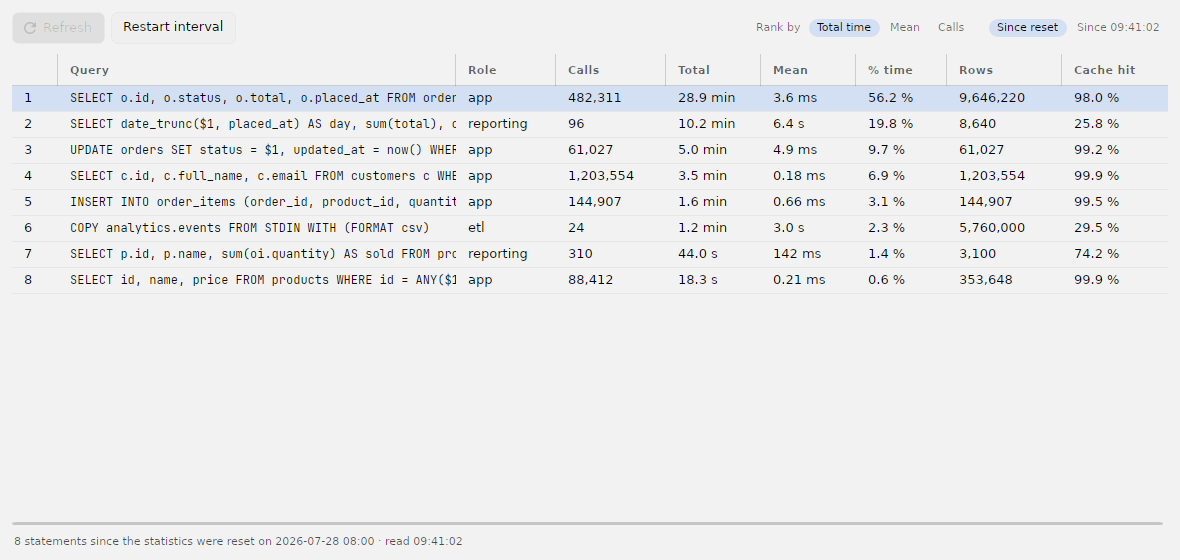 Refresh Restart interval Rank by Total time Mean Calls Since reset Since 09:41:02
Query Role Calls Total Mean % time Rows Cache hit
1 SELECT o.id, o.status, o.total, o.placed_at FROM order app 482,311 28.9 min 3.6 ms 56.2 % 9,646,220 98.0 %
2 SELECT date_trunc($1, placed_at) AS day, sum(total), c reporting 96 10.2 min 6.4 s 19.8 % 8,640 25.8 %
3 UPDATE orders SET status = $1, updated_at = now() WHER app 61,027 5.0 min 4.9 ms 9.7 % 61,027 99.2 %
4 SELECT c.id, c.full_name, c.email FROM customers c WHE app 1,203,554 3.5 min 0.18 ms 6.9 % 1,203,554 99.9 %
5 INSERT INTO order_items (order_id, product_id, quantit app 144,907 1.6 min 0.66 ms 3.1 % 144,907 99.5 %
6 COPY analytics.events FROM STDIN WITH (FORMAT csv) etl 24 1.2 min 3.0 s 2.3 % 5,760,000 29.5 %
7 SELECT p.id, p.name, sum(oi.quantity) AS sold FROM pro reporting 310 44.0 s 142 ms 1.4 % 3,100 74.2 %
8 SELECT id, name, price FROM products WHERE id = ANY($1 app 88,412 18.3 s 0.21 ms 0.6 % 353,648 99.9 %
8 statements since the statistics were reset on 2026-07-28 08:00 · read 09:41:02